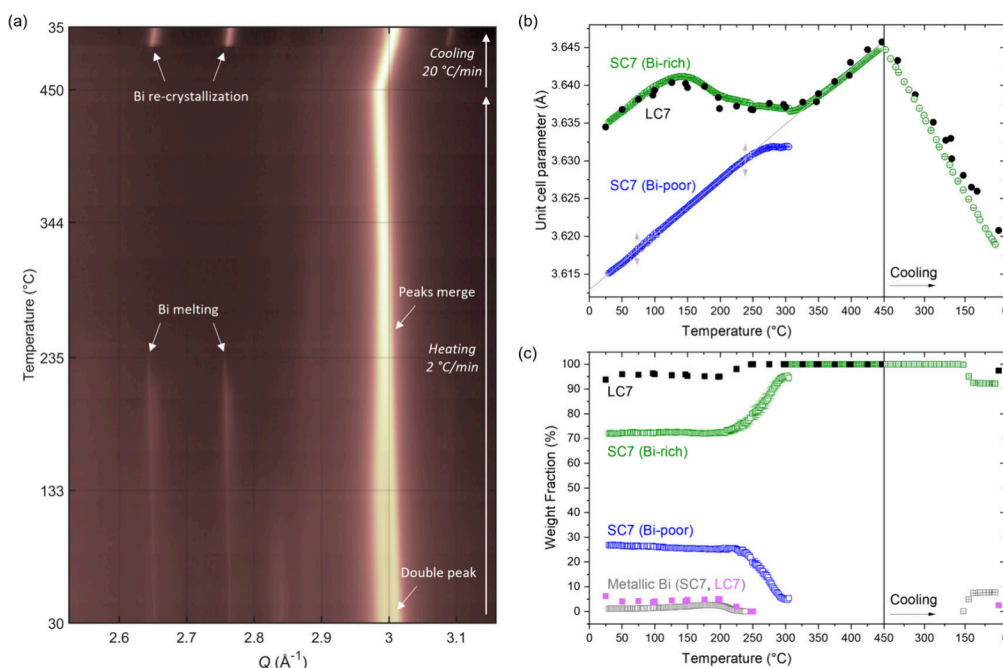 (a)
35
450
344
235
133
30
Temperature (°C)
Cooling
20 °C/min
Bi re-crystallization
Bi melting
Peaks merge
Heating
2 °C/min
Double peak
2.6
2.7
2.8
2.9
3
3.1
Q (Å-1)
(b)
3.645
3.640
3.635
3.630
3.625
3.620
3.615
Unit cell parameter (Å)
SC7 (Bi-rich)
LC7
SC7 (Bi-poor)
Cooling
0 50 100 150 200 250 300 350 400 450 300 150 0
Temperature (°C)
(c)
100
90
80
70
60
50
40
30
20
10
0
Weight Fraction (%)
LC7
SC7 (Bi-rich)
SC7 (Bi-poor)
Metallic Bi (SC7, LC7)
Cooling
0 50 100 150 200 250 300 350 400 450 300 150 0
Temperature (°C)